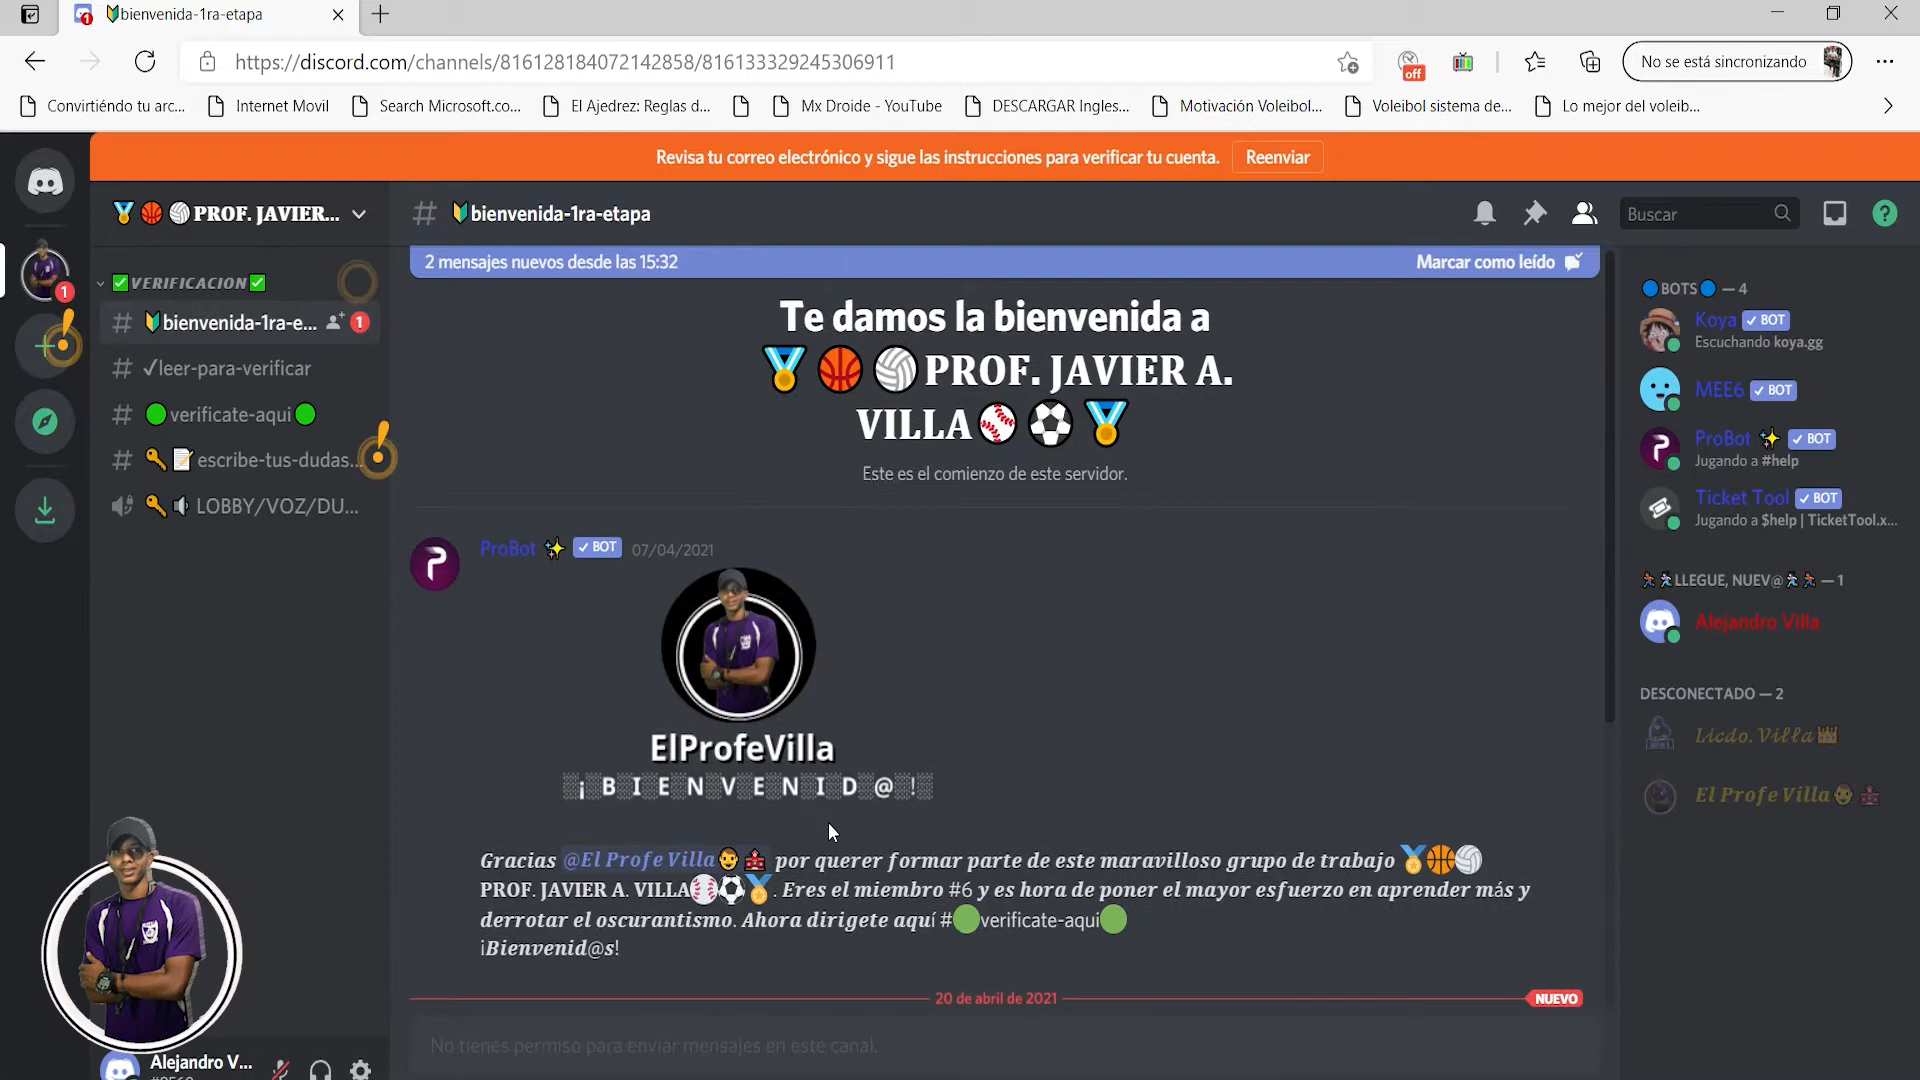 🔰bienvenida-1ra-etapa
https://discord.com/channels/816128184072142858/816133329245306911
off
No se está sincronizando
Convirtiéndo tu arc...
Internet Movil
Search Microsoft.co...
El Ajedrez: Reglas d...
Mx Droide - YouTube
DESCARGAR Ingles...
Motivación Voleibol...
Voleibol sistema de...
Lo mejor del voleib...
Revisa tu correo electrónico y sigue las instrucciones para verificar tu cuenta.
Reenviar
🏅🏀🏐PROF. JAVIER...
# 🔰bienvenida-1ra-etapa
Buscar
2 mensajes nuevos desde las 15:32
Marcar como leído
✅VERIFICACION✅
# 🔰bienvenida-1ra-e... 1
# ✓leer-para-verificar
# 🟢verificate-aqui🟢
# 🔑📝escribe-tus-dudas...
🔑🔈LOBBY/VOZ/DU...
1
Te damos la bienvenida a
🏅🏀🏐PROF. JAVIER A.
VILLA⚾⚽🏅
Este es el comienzo de este servidor.
ProBot ✨ ✓ BOT 07/04/2021
ElProfeVilla
¡BIENVENID@!
Gracias @El Profe Villa👨🏫 por querer formar parte de este maravilloso grupo de trabajo 🏅🏀🏐
PROF. JAVIER A. VILLA⚾⚽🏅. Eres el miembro #6 y es hora de poner el mayor esfuerzo en aprender más y
derrotar el oscurantismo. Ahora dirigete aquí #🟢verificate-aqui🟢
¡Bienvenid@s!
20 de abril de 2021
NUEVO
No tienes permiso para enviar mensajes en este canal.
🔵BOTS🔵 — 4
Koya ✓ BOT
Escuchando koya.gg
MEE6 ✓ BOT
ProBot ✨ ✓ BOT
Jugando a #help
Ticket Tool ✓ BOT
Jugando a $help | TicketTool.x...
🏃🏃LLEGUE, NUEV@🏃🏃 — 1
Alejandro Villa
DESCONECTADO — 2
Licdo. Villa👑
El Profe Villa👨🏫
Alejandro V...